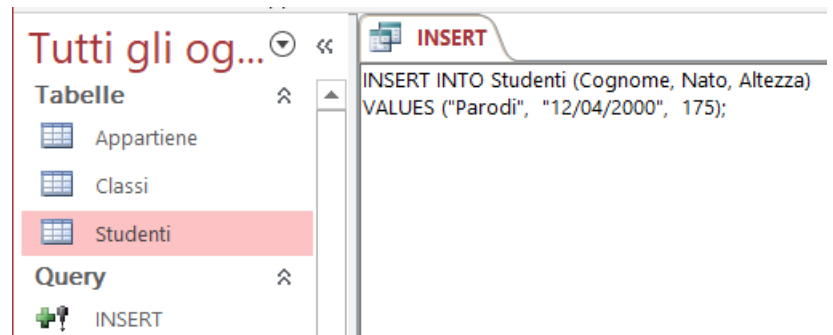 Tutti gli og...
«
Tabelle
Appartiene
Classi
Studenti
Query
INSERT
INSERT
INSERT INTO Studenti (Cognome, Nato, Altezza)
VALUES ("Parodi", "12/04/2000", 175);